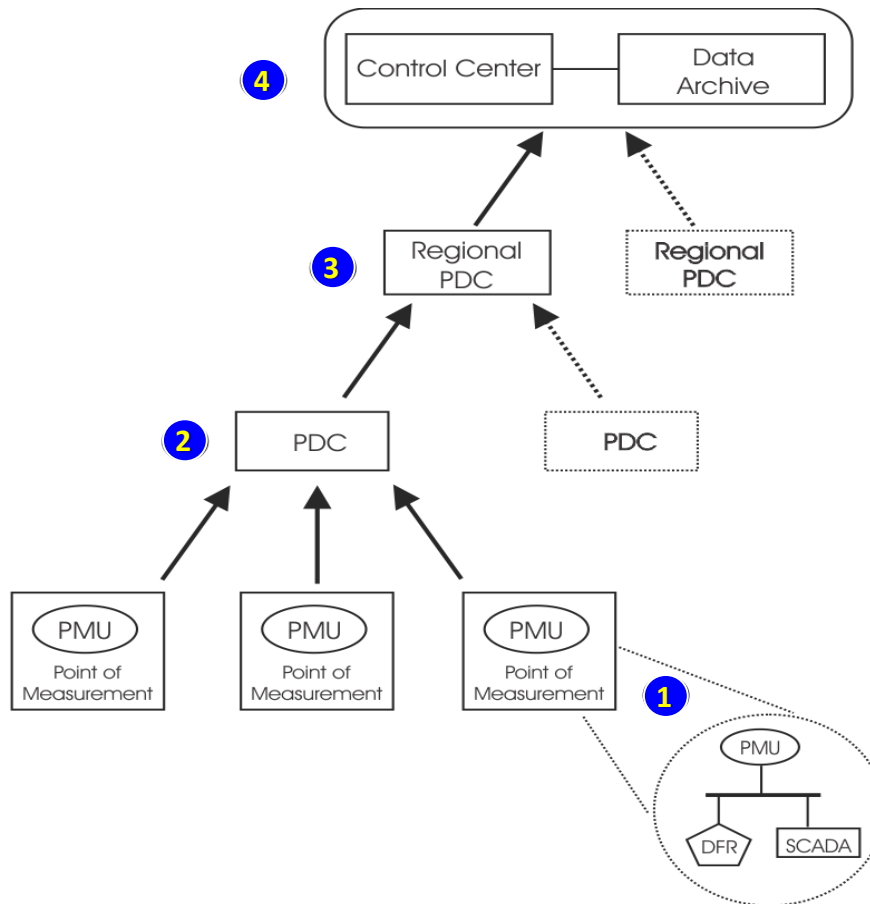 4
Control Center
Data
Archive
3
Regional
PDC
Regional
PDC
2
PDC
PDC
PMU
Point of
Measurement
PMU
Point of
Measurement
PMU
Point of
Measurement
1
PMU
DFR
SCADA